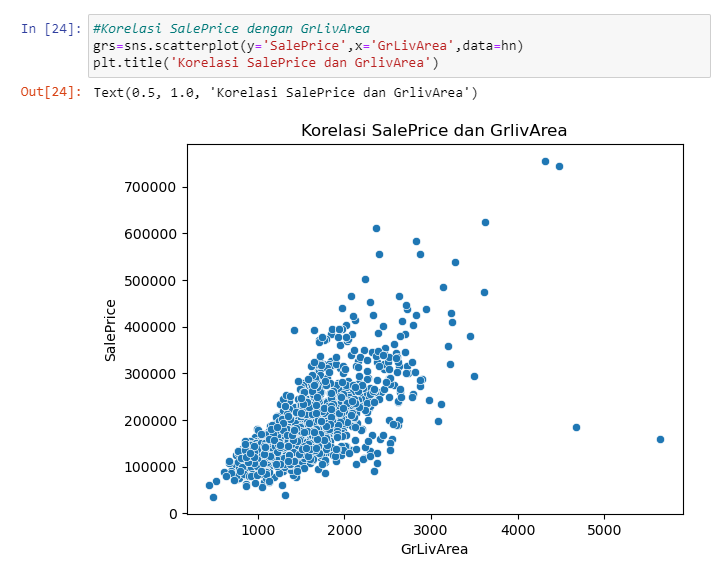 In [24]: #Korelasi SalePrice dengan GrLivArea
grs=sns.scatterplot(y='SalePrice',x='GrLivArea',data=hn)
plt.title('Korelasi SalePrice dan GrlivArea')
Out[24]: Text(0.5, 1.0, 'Korelasi SalePrice dan GrlivArea')
Korelasi SalePrice dan GrlivArea
700000
600000
500000
400000
300000
200000
100000
0
SalePrice
1000 2000 3000 4000 5000
GrLivArea